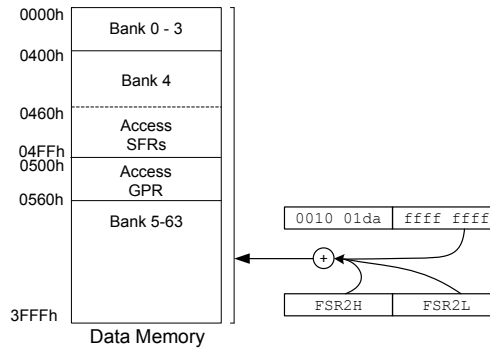 0000h
Bank 0 - 3
0400h
Bank 4
0460h
Access
SFRs
04FFh
0500h
Access
GPR
0560h
Bank 5-63
0010 01da ffff ffff
+
FSR2H FSR2L
3FFFh
Data Memory